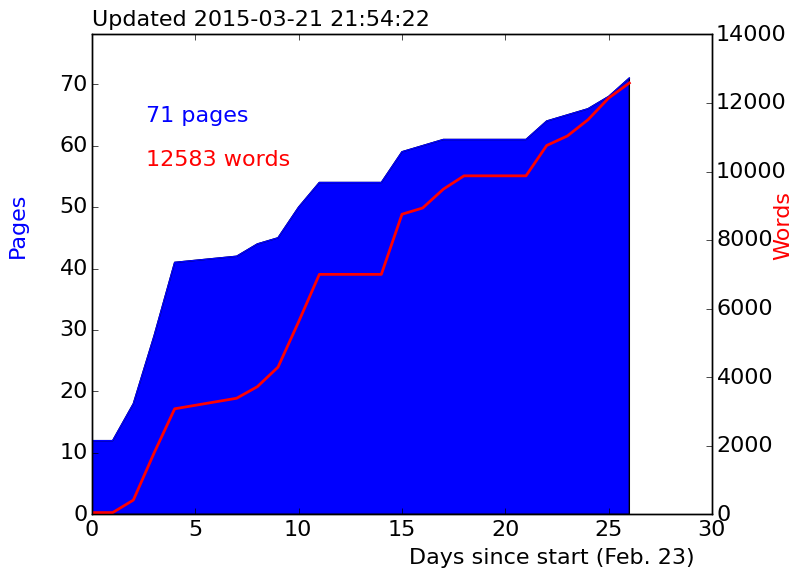 Updated 2015-03-21 21:54:22
71 pages
12583 words
Pages
70
60
50
40
30
20
10
0
14000
12000
10000
8000
6000
4000
2000
0
Words
0 5 10 15 20 25 30
Days since start (Feb. 23)